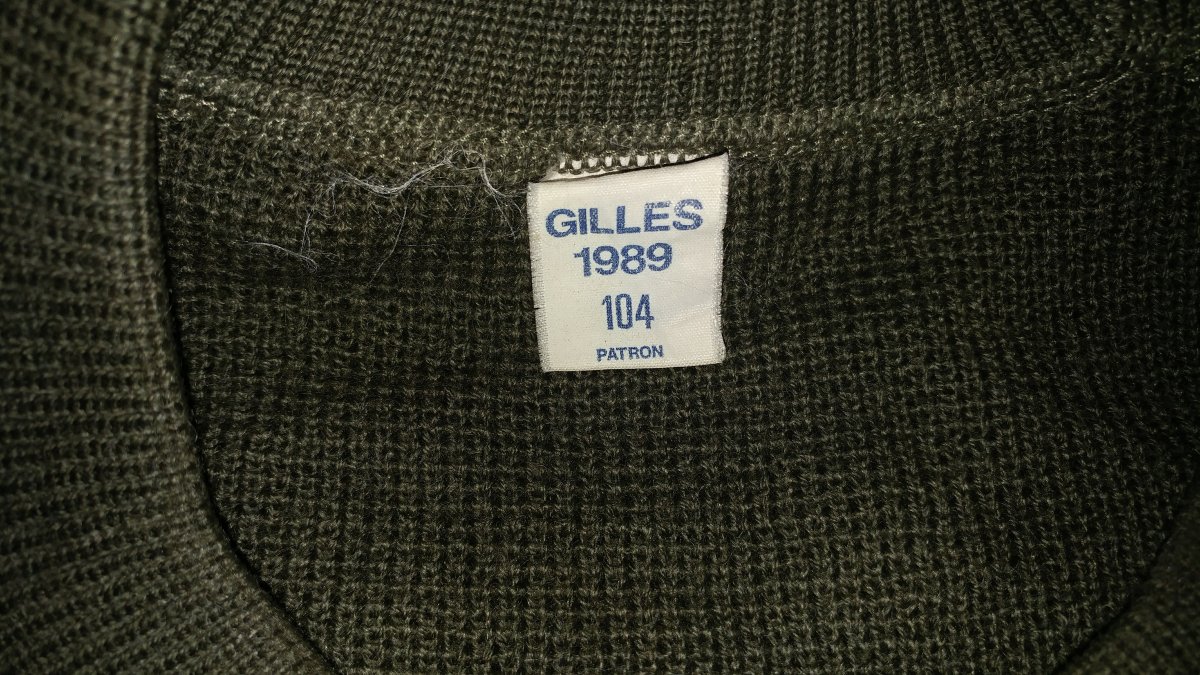 GILLES
1989
104
PATRON